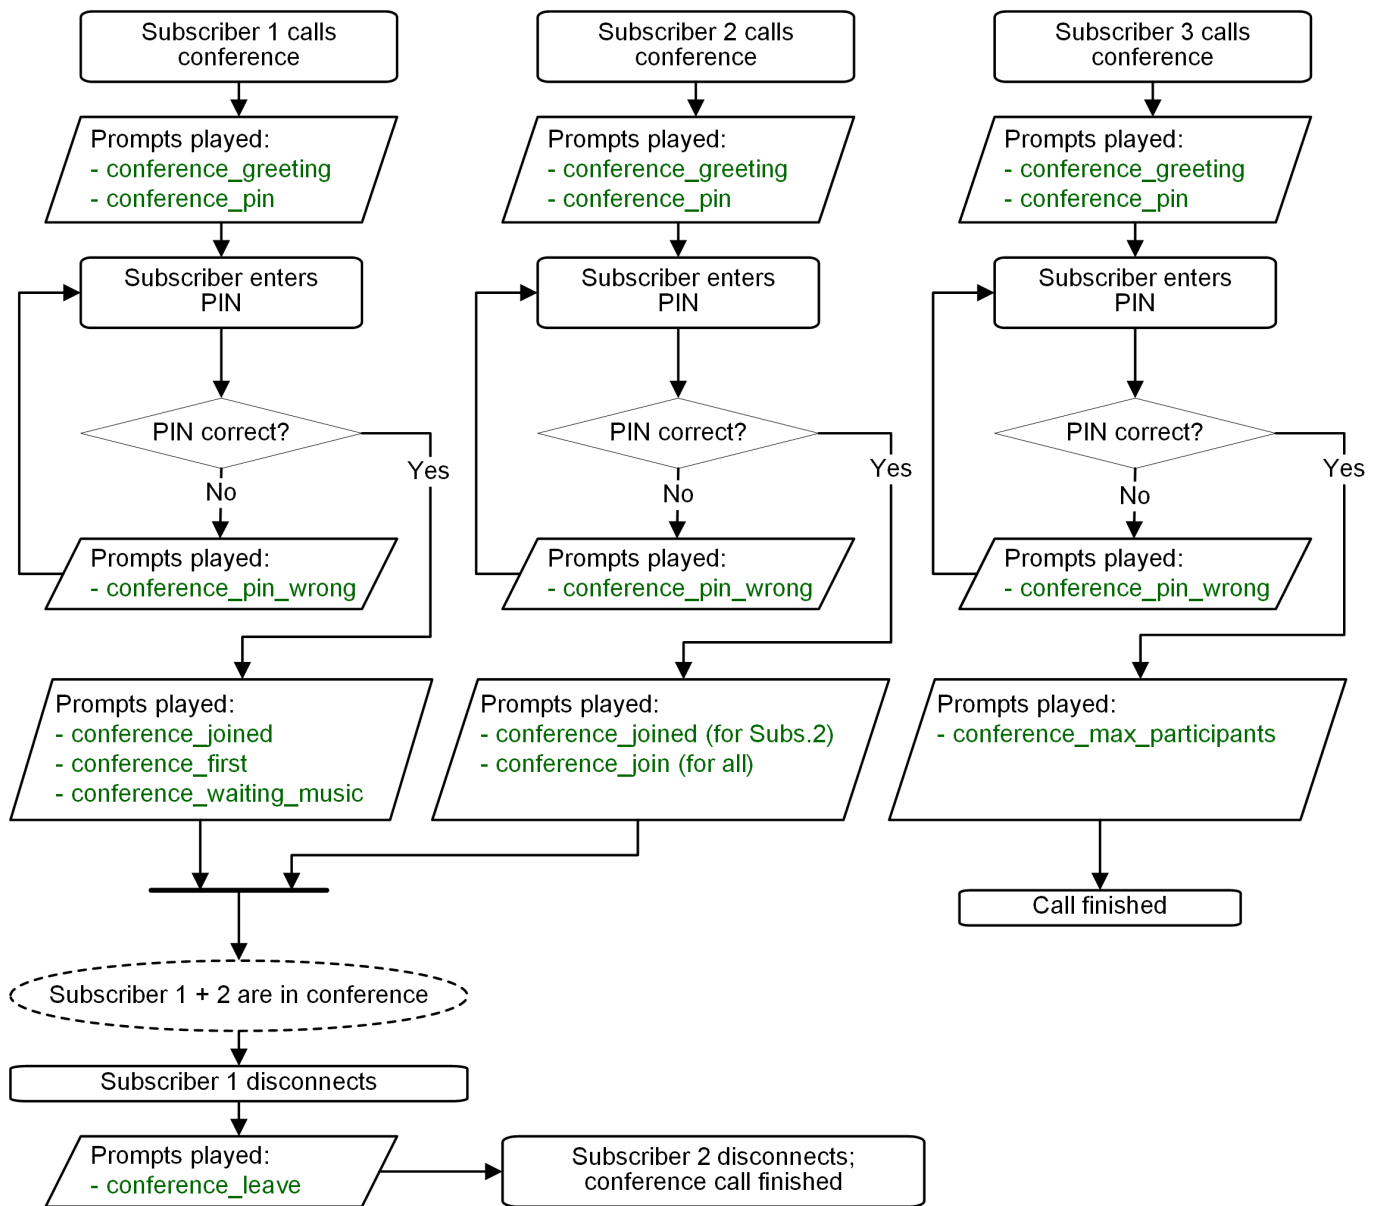 Subscriber 1 calls
conference
Prompts played:
- conference_greeting
- conference_pin
Subscriber enters
PIN
PIN correct?
Yes
No
Prompts played:
- conference_pin_wrong
Prompts played:
- conference_joined
- conference_first
- conference_waiting_music
Subscriber 2 calls
conference
Prompts played:
- conference_greeting
- conference_pin
Subscriber enters
PIN
PIN correct?
Yes
No
Prompts played:
- conference_pin_wrong
Prompts played:
- conference_joined (for Subs.2)
- conference_join (for all)
Subscriber 3 calls
conference
Prompts played:
- conference_greeting
- conference_pin
Subscriber enters
PIN
PIN correct?
Yes
No
Prompts played:
- conference_pin_wrong
Prompts played:
- conference_max_participants
Call finished
Subscriber 1 + 2 are in conference
Subscriber 1 disconnects
Prompts played:
- conference_leave
Subscriber 2 disconnects;
conference call finished